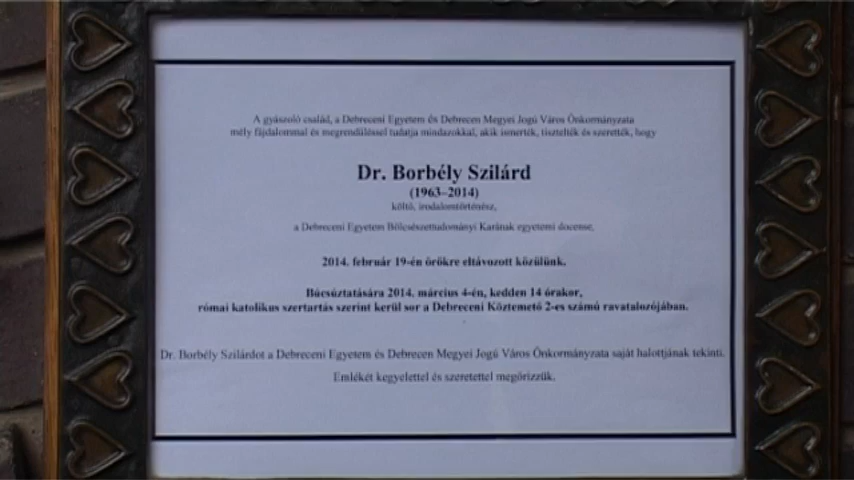 A gyászoló család, a Debreceni Egyetem és Debrecen Megyei Jogú Város Önkormányzata
mély fájdalommal és megrendüléssel tudatja mindazokkal, akik ismerték, tisztelték és szerették, hogy
Dr. Borbély Szilárd
(1963–2014)
költő, irodalomtörténész,
a Debreceni Egyetem Bölcsészettudományi Karának egyetemi docense,
2014. február 19-én örökre eltávozott közülünk.
Búcsúztatására 2014. március 4-én, kedden 14 órakor,
római katolikus szertartás szerint kerül sor a Debreceni Köztemető 2-es számú ravatalozójában.
Dr. Borbély Szilárdot a Debreceni Egyetem és Debrecen Megyei Jogú Város Önkormányzata saját halottjának tekinti.
Emlékét kegyelettel és szeretettel megőrizzük.